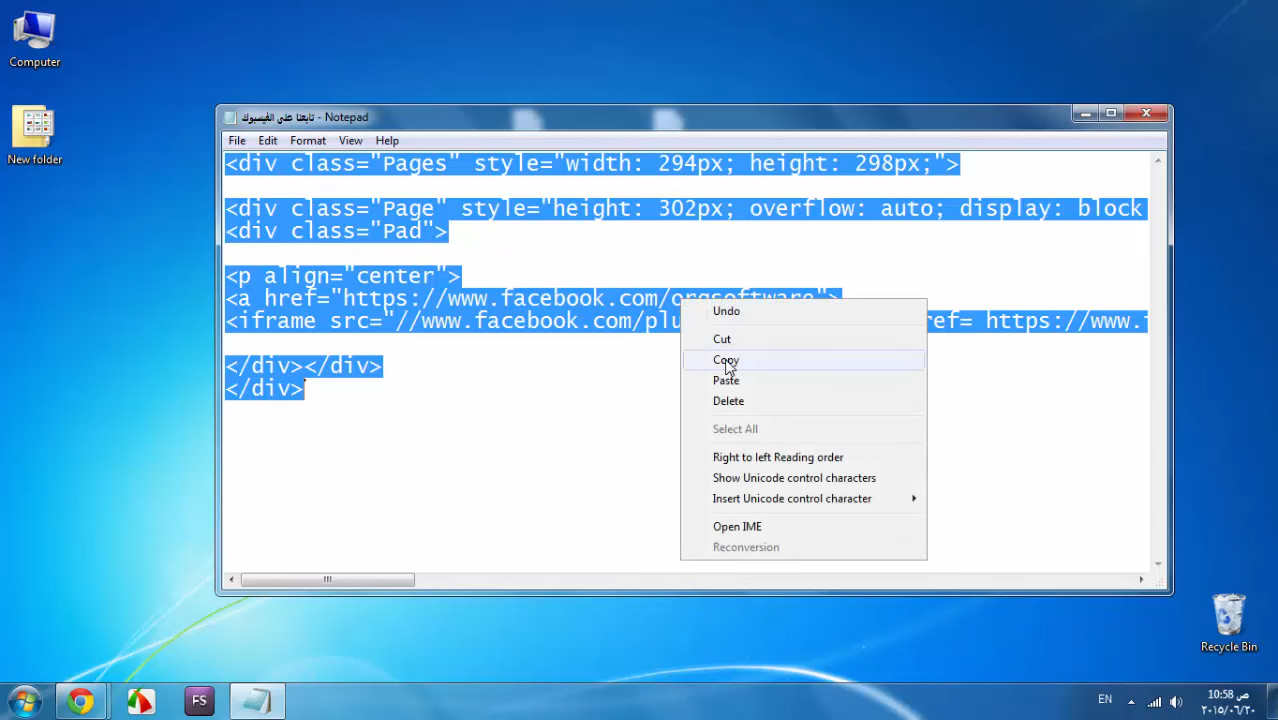 Computer
New folder
تابعنا على الفيسبوك - Notepad
File Edit Format View Help
<div class="Pages" style="width: 294px; height: 298px;">
<div class="Page" style="height: 302px; overflow: auto; display: block
<div class="Pad">
<p align="center">
<a href="https://www.facebook.com/orgsoftware">
<iframe src="//www.facebook.com/plu ref= https://www.
</div></div>
</div>
Undo
Cut
Copy
Paste
Delete
Select All
Right to left Reading order
Show Unicode control characters
Insert Unicode control character
Open IME
Reconversion
Recycle Bin
FS
EN
10:58 ص
٢٠١٥/٠٦/٢٠